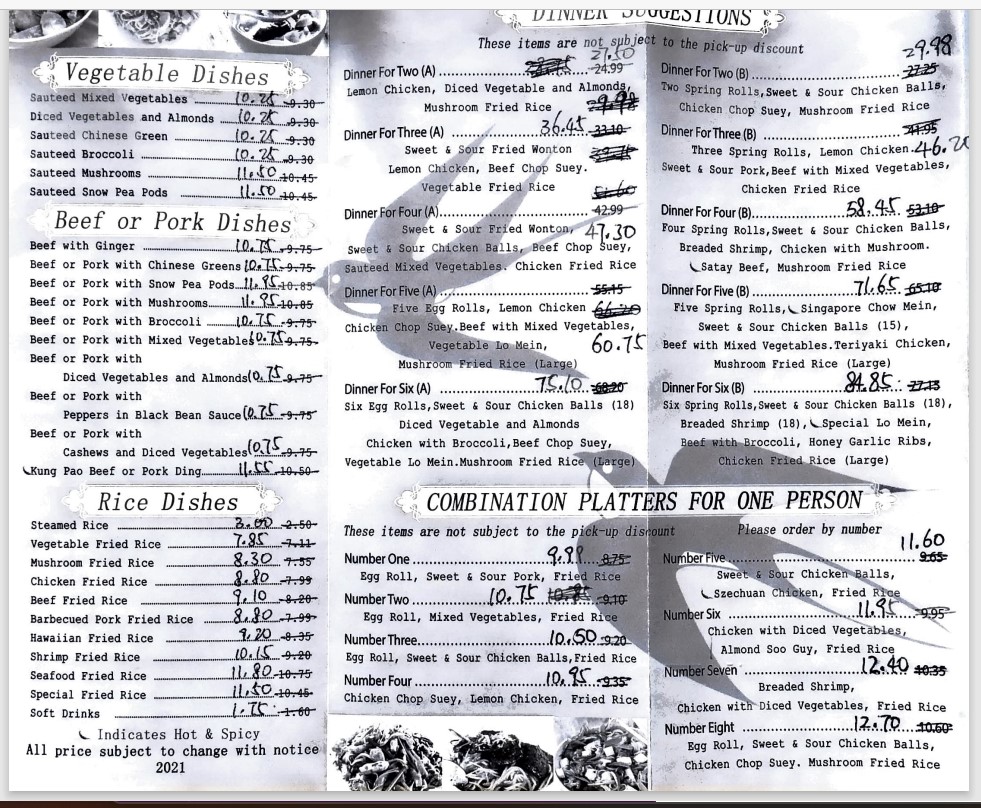 Vegetable Dishes
Sauteed Mixed Vegetables 10.25 9.30
Diced Vegetables and Almonds 10.25 9.30
Sauteed Chinese Green 10.25 9.30
Sauteed Broccoli 10.25 9.30
Sauteed Mushrooms 11.50 10.45
Sauteed Snow Pea Pods 11.50 10.45
Beef or Pork Dishes
Beef with Ginger 10.75 9.75
Beef or Pork with Chinese Greens 10.75 9.75
Beef or Pork with Snow Pea Pods 11.95 10.85
Beef or Pork with Mushrooms 11.95 10.85
Beef or Pork with Broccoli 10.75 9.75
Beef or Pork with Mixed Vegetables 10.75 9.75
Beef or Pork with
Diced Vegetables and Almonds 10.75 9.75
Beef or Pork with
Peppers in Black Bean Sauce 10.75 9.75
Beef or Pork with
Cashews and Diced Vegetables 10.75 9.75
Kung Pao Beef or Pork Ding 11.55 10.50
Rice Dishes
Steamed Rice 3.00 2.50
Vegetable Fried Rice 7.85 7.11
Mushroom Fried Rice 8.30 7.55
Chicken Fried Rice 8.80 7.99
Beef Fried Rice 9.10 8.20
Barbecued Pork Fried Rice 8.80 7.99
Hawaiian Fried Rice 9.20 8.35
Shrimp Fried Rice 10.15 9.20
Seafood Fried Rice 11.80 10.75
Special Fried Rice 11.50 10.45
Soft Drinks 1.75 1.60
Indicates Hot & Spicy
All price subject to change with notice
2021
DINNER SUGGESTIONS
These items are not subject to the pick-up discount
27.50
Dinner For Two (A) 24.99
Lemon Chicken, Diced Vegetable and Almonds,
Mushroom Fried Rice
Dinner For Three (A) 36.45 33.10
Sweet & Sour Fried Wonton
Lemon Chicken, Beef Chop Suey.
Vegetable Fried Rice
Dinner For Four (A) 42.99
Sweet & Sour Fried Wonton, 47.30
Sweet & Sour Chicken Balls, Beef Chop Suey,
Sauteed Mixed Vegetables. Chicken Fried Rice
Dinner For Five (A) 55.15
Five Egg Rolls, Lemon Chicken
Chicken Chop Suey.Beef with Mixed Vegetables,
Vegetable Lo Mein, 60.75
Mushroom Fried Rice (Large)
Dinner For Six (A) 75.10 68.20
Six Egg Rolls,Sweet & Sour Chicken Balls (18)
Diced Vegetable and Almonds
Chicken with Broccoli,Beef Chop Suey,
Vegetable Lo Mein.Mushroom Fried Rice (Large)
29.98
Dinner For Two (B) 27.25
Two Spring Rolls,Sweet & Sour Chicken Balls,
Chicken Chop Suey, Mushroom Fried Rice
Dinner For Three (B) 41.95
Three Spring Rolls, Lemon Chicken. 46.20
Sweet & Sour Pork,Beef with Mixed Vegetables,
Chicken Fried Rice
Dinner For Four (B) 58.45 53.10
Four Spring Rolls,Sweet & Sour Chicken Balls,
Breaded Shrimp, Chicken with Mushroom.
Satay Beef, Mushroom Fried Rice
Dinner For Five (B) 71.65 65.10
Five Spring Rolls, Singapore Chow Mein,
Sweet & Sour Chicken Balls (15),
Beef with Mixed Vegetables.Teriyaki Chicken,
Mushroom Fried Rice (Large)
Dinner For Six (B) 84.85 77.15
Six Spring Rolls,Sweet & Sour Chicken Balls (18),
Breaded Shrimp (18), Special Lo Mein,
Beef with Broccoli, Honey Garlic Ribs,
Chicken Fried Rice (Large)
COMBINATION PLATTERS FOR ONE PERSON
These items are not subject to the pick-up discount
Please order by number
Number One 9.99 8.75
Egg Roll, Sweet & Sour Pork, Fried Rice
Number Two 10.75 9.10
Egg Roll, Mixed Vegetables, Fried Rice
Number Three 10.50 9.20
Egg Roll, Sweet & Sour Chicken Balls,Fried Rice
Number Four 10.95 9.35
Chicken Chop Suey, Lemon Chicken, Fried Rice
11.60
Number Five 9.65
Sweet & Sour Chicken Balls,
Szechuan Chicken, Fried Rice
Number Six 11.95 9.95
Chicken with Diced Vegetables,
Almond Soo Guy, Fried Rice
Number Seven 12.40 10.35
Breaded Shrimp,
Chicken with Diced Vegetables, Fried Rice
Number Eight 12.70 10.60
Egg Roll, Sweet & Sour Chicken Balls,
Chicken Chop Suey. Mushroom Fried Rice